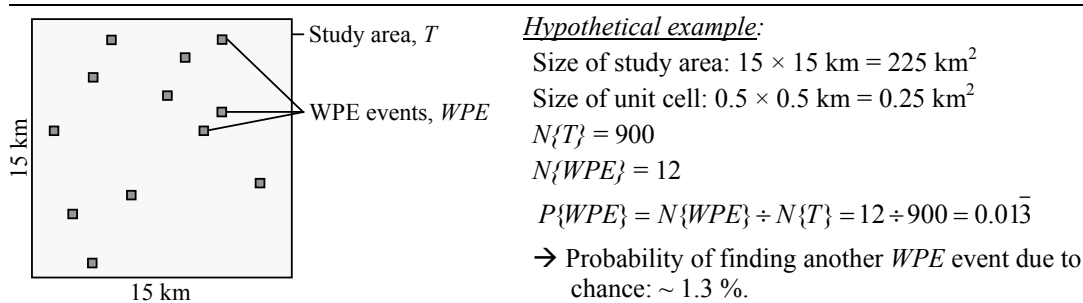 Study area, T
WPE events, WPE
15 km
15 km
Hypothetical example:
Size of study area: 15 × 15 km = 225 km²
Size of unit cell: 0.5 × 0.5 km = 0.25 km²
N{T} = 900
N{WPE} = 12
P{WPE} = N{WPE} ÷ N{T} = 12 ÷ 900 = 0.013̄
→ Probability of finding another WPE event due to
chance: ~ 1.3 %.